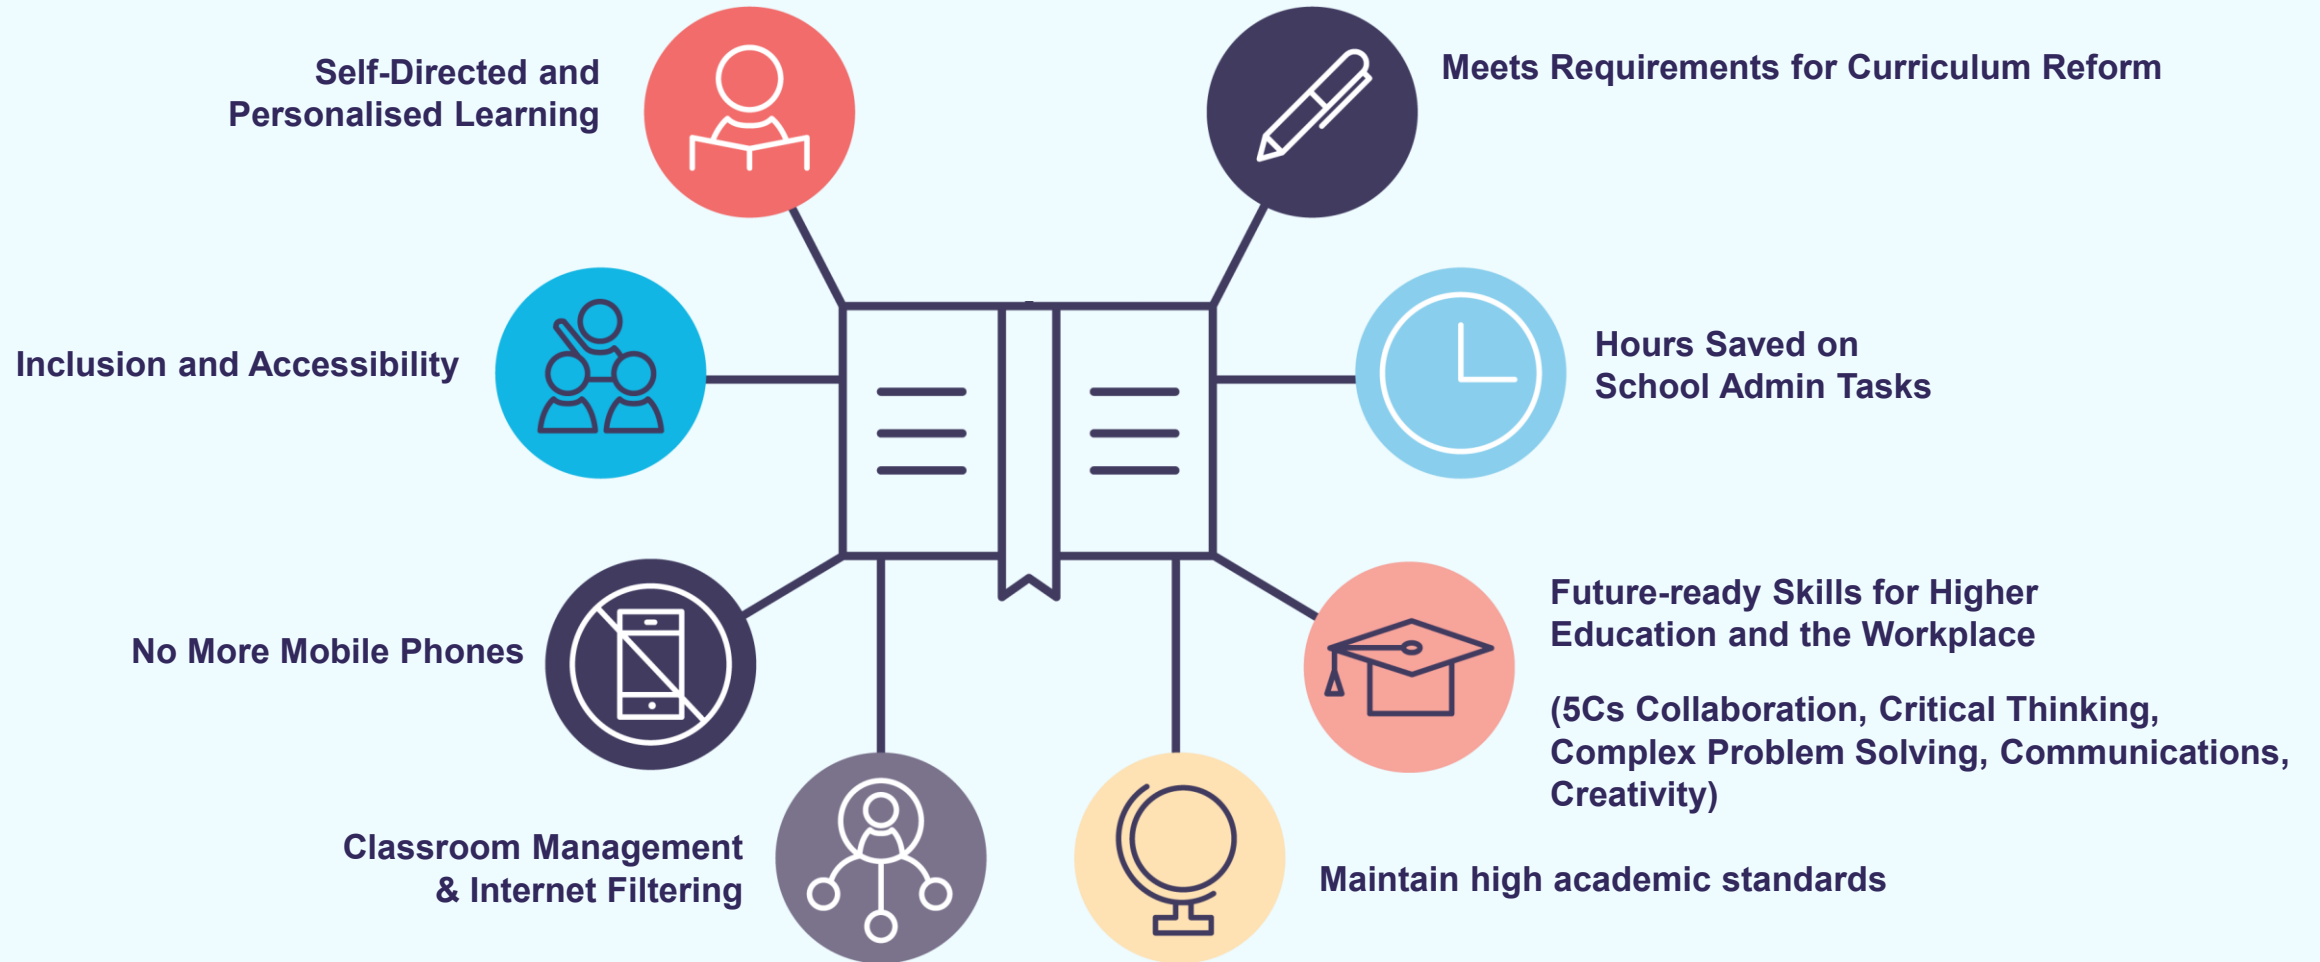 Self-Directed and
Personalised Learning
Meets Requirements for Curriculum Reform
Inclusion and Accessibility
Hours Saved on
School Admin Tasks
No More Mobile Phones
Future-ready Skills for Higher
Education and the Workplace
(5Cs Collaboration, Critical Thinking,
Complex Problem Solving, Communications,
Creativity)
Classroom Management
& Internet Filtering
Maintain high academic standards